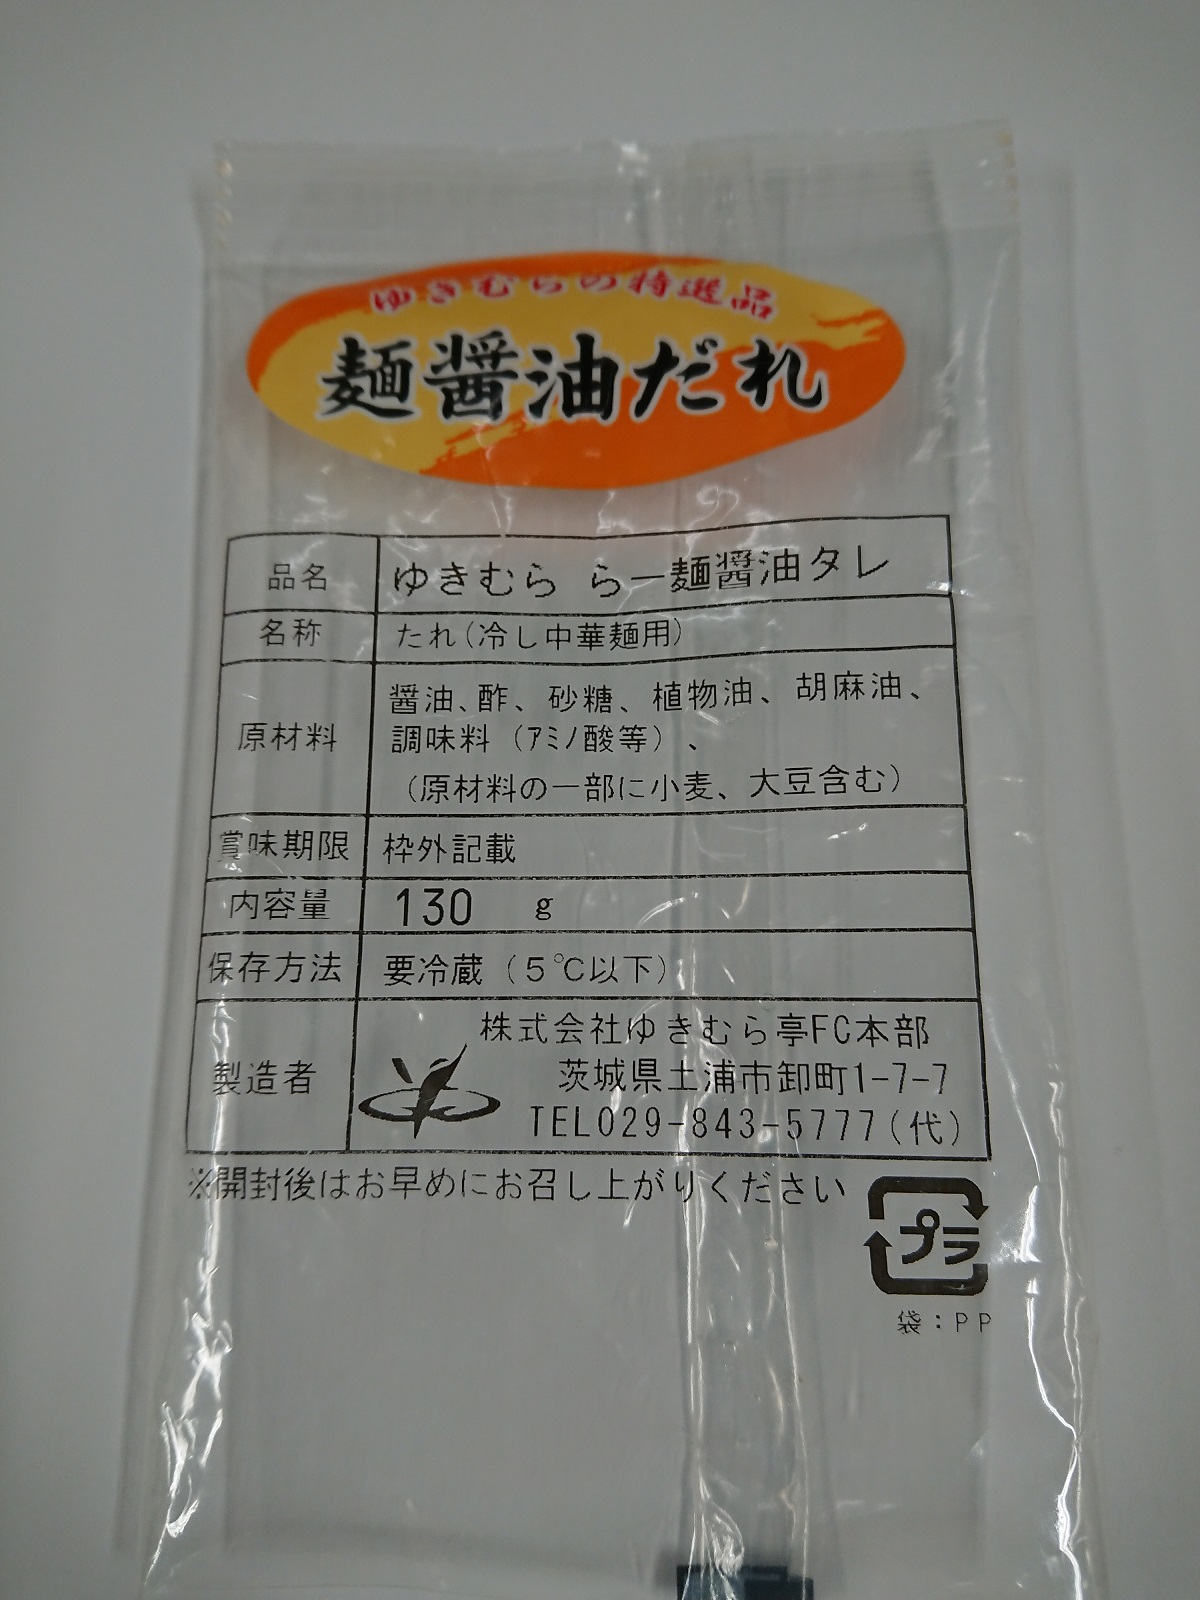 ゆきむらの特選品
麺醤油だれ
品名 ゆきむら らー麺醤油タレ
名称 たれ(冷し中華麺用)
原材料 醤油、酢、砂糖、植物油、胡麻油、
調味料（ｱﾐﾉ酸等）、
（原材料の一部に小麦、大豆含む）
賞味期限 枠外記載
内容量 130 g
保存方法 要冷蔵（5℃以下）
製造者 株式会社ゆきむら亭FC本部
茨城県土浦市卸町1-7-7
TEL029-843-5777(代)
※開封後はお早めにお召し上がりください
プラ
袋：PP